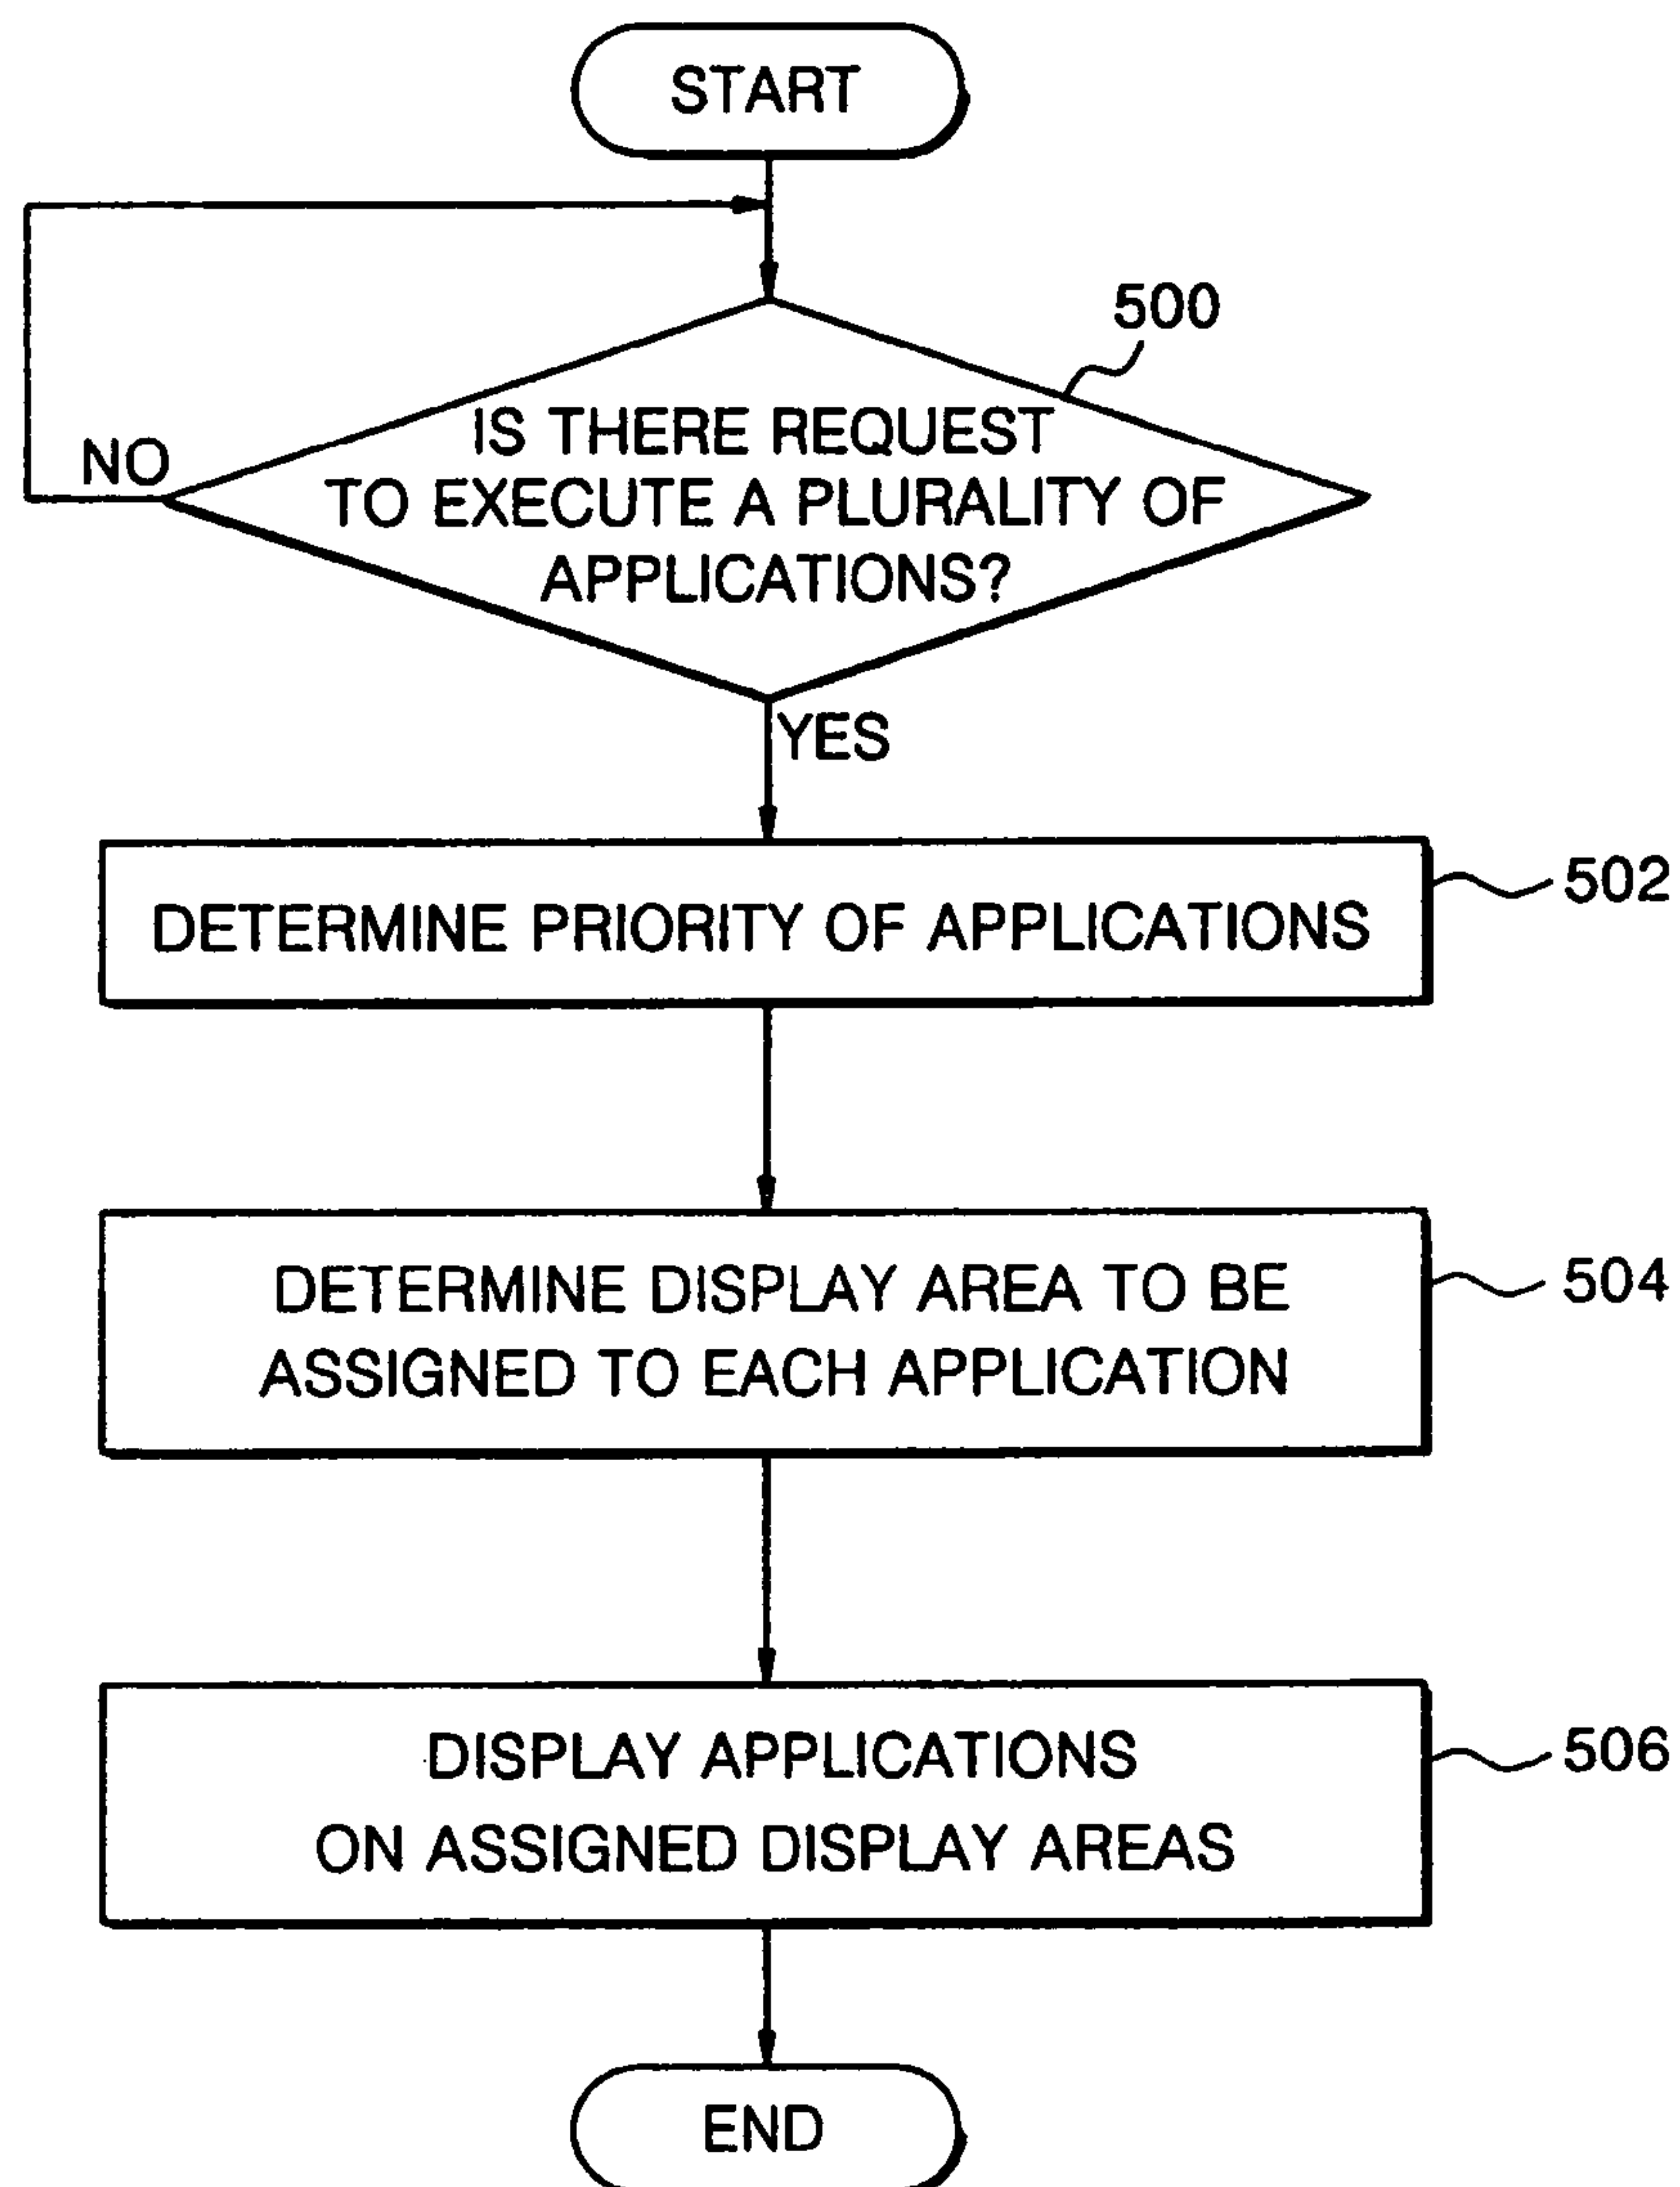 START
500
IS THERE REQUEST
TO EXECUTE A PLURALITY OF
APPLICATIONS?
NO
YES
DETERMINE PRIORITY OF APPLICATIONS
502
DETERMINE DISPLAY AREA TO BE
ASSIGNED TO EACH APPLICATION
504
DISPLAY APPLICATIONS
ON ASSIGNED DISPLAY AREAS
506
END